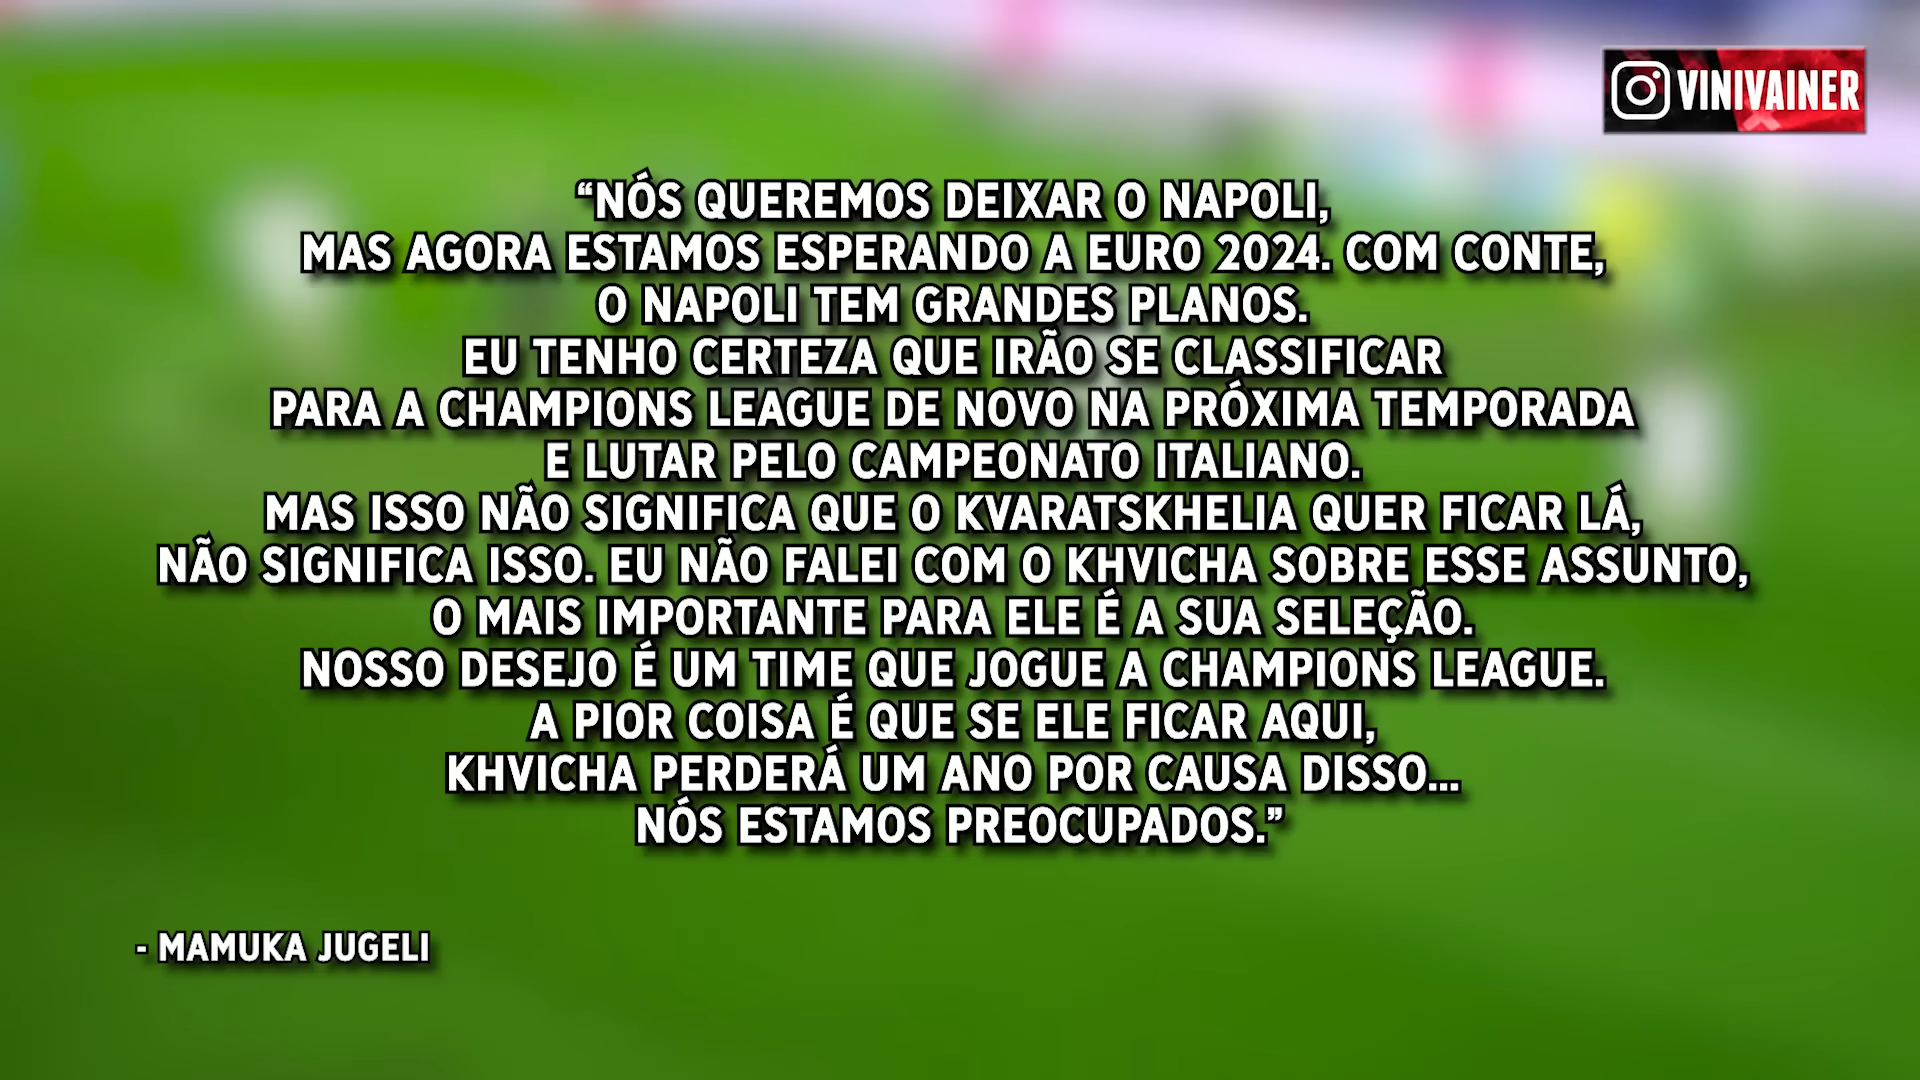 VINIVAINER
“NÓS QUEREMOS DEIXAR O NAPOLI,
MAS AGORA ESTAMOS ESPERANDO A EURO 2024. COM CONTE,
O NAPOLI TEM GRANDES PLANOS.
EU TENHO CERTEZA QUE IRÃO SE CLASSIFICAR
PARA A CHAMPIONS LEAGUE DE NOVO NA PRÓXIMA TEMPORADA
E LUTAR PELO CAMPEONATO ITALIANO.
MAS ISSO NÃO SIGNIFICA QUE O KVARATSKHELIA QUER FICAR LÁ,
NÃO SIGNIFICA ISSO. EU NÃO FALEI COM O KHVICHA SOBRE ESSE ASSUNTO,
O MAIS IMPORTANTE PARA ELE É A SUA SELEÇÃO.
NOSSO DESEJO É UM TIME QUE JOGUE A CHAMPIONS LEAGUE.
A PIOR COISA É QUE SE ELE FICAR AQUI,
KHVICHA PERDERÁ UM ANO POR CAUSA DISSO...
NÓS ESTAMOS PREOCUPADOS.”
- MAMUKA JUGELI